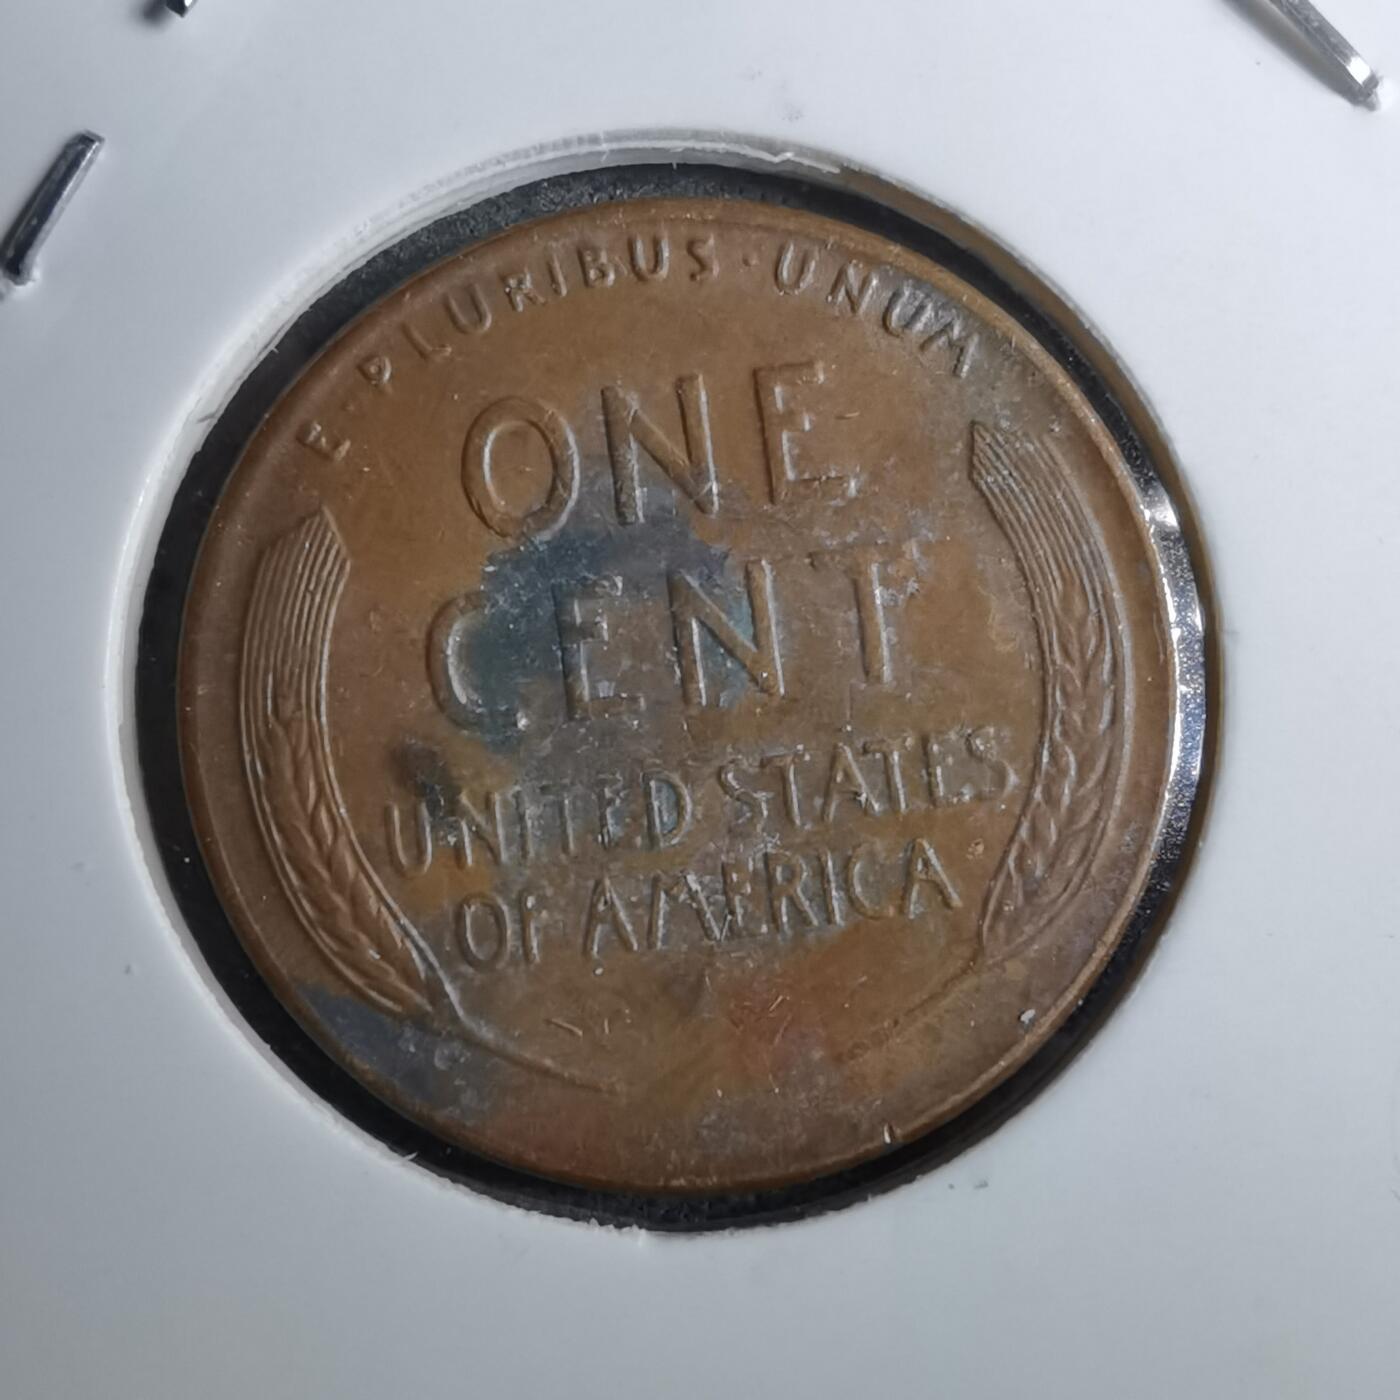 E · PLURIBUS · UNUM
ONE
CENT
UNITED STATES
OF AMERICA